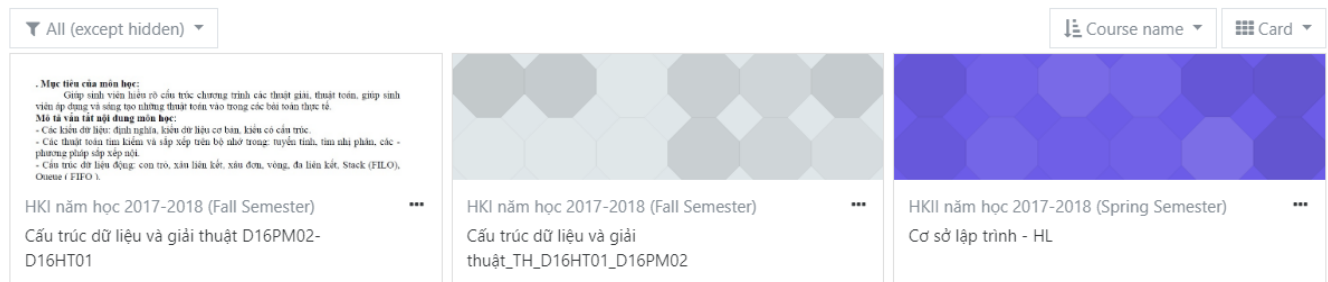 All (except hidden)
Course name
Card
. Mục tiêu của môn học:
Giúp sinh viên hiểu rõ cấu trúc chương trình các thuật giải, thuật toán, giúp sinh
viên áp dụng và sáng tạo những thuật toán vào trong các bài toán thực tế.
Mô tả vắn tắt nội dung môn học:
- Các kiểu dữ liệu: định nghĩa, kiểu dữ liệu cơ bản, kiểu có cấu trúc.
- Các thuật toán tìm kiếm và sắp xếp trên bộ nhớ trong: tuyến tính, tìm nhị phân, các -
phương pháp sắp xếp nội.
- Cấu trúc dữ liệu động: con trỏ, xâu liên kết, xâu đơn, vòng, đa liên kết, Stack (FILO),
Queue ( FIFO ).
HKI năm học 2017-2018 (Fall Semester)
Cấu trúc dữ liệu và giải thuật D16PM02-
D16HT01
HKI năm học 2017-2018 (Fall Semester)
Cấu trúc dữ liệu và giải
thuật_TH_D16HT01_D16PM02
HKII năm học 2017-2018 (Spring Semester)
Cơ sở lập trình - HL